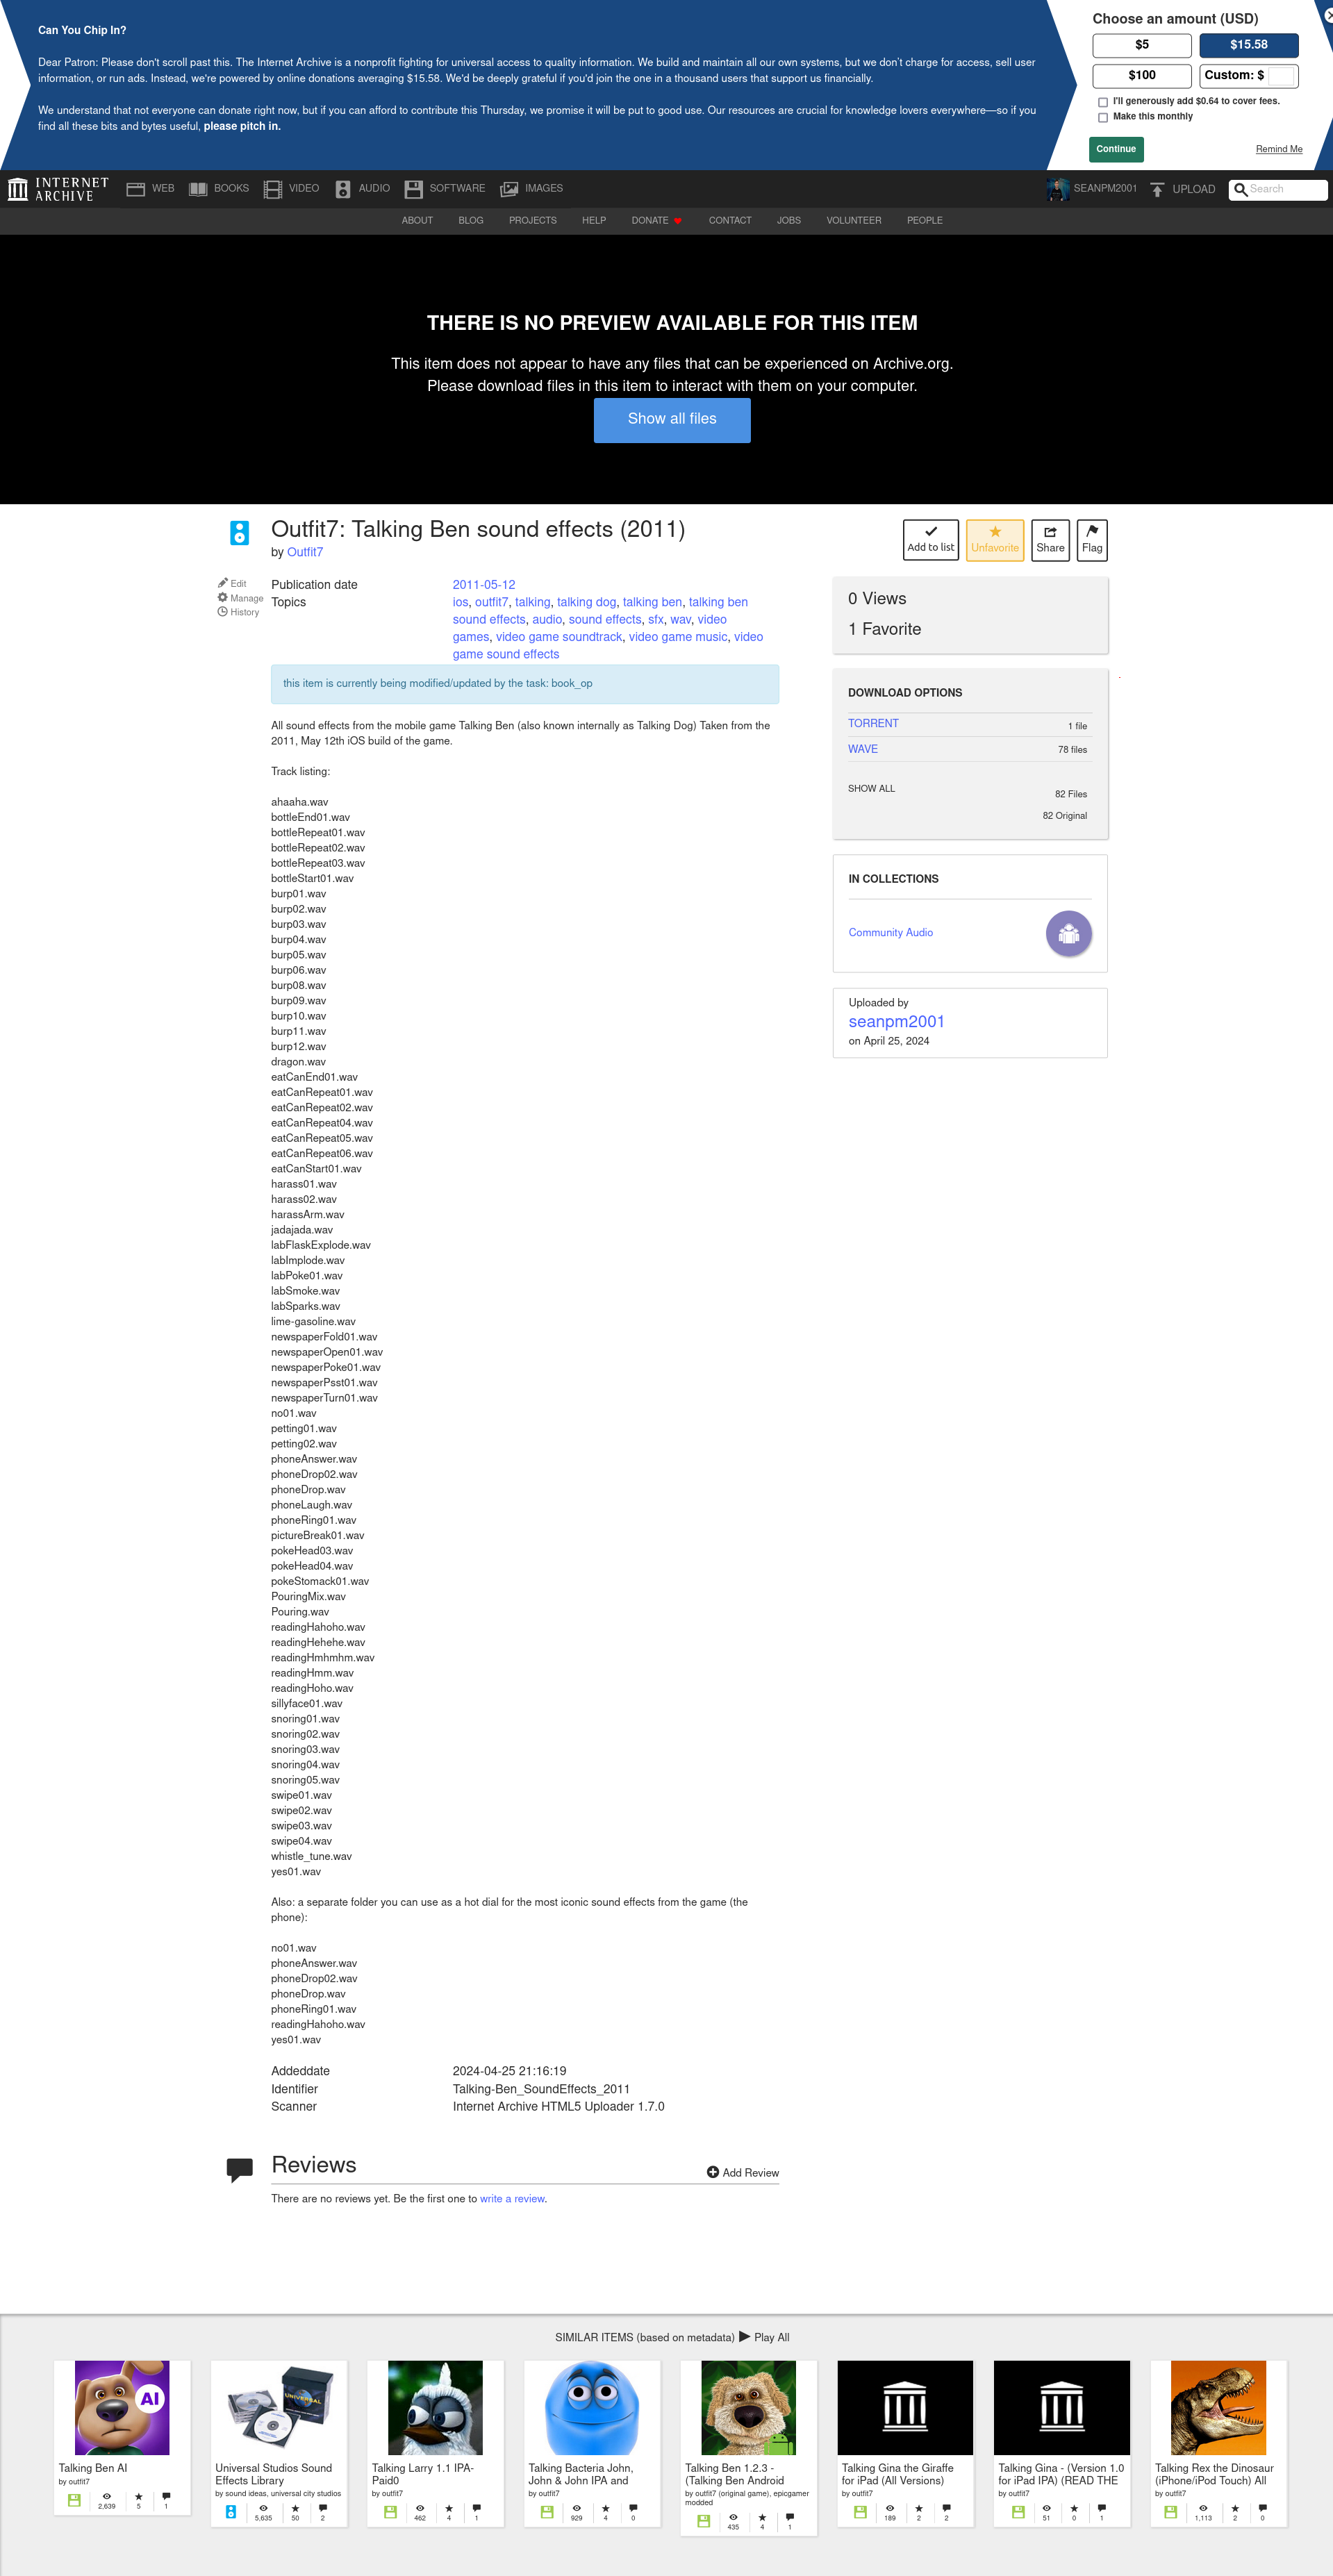 Can You Chip In?
Dear Patron: Please don't scroll past this. The Internet Archive is a nonprofit fighting for universal access to quality information. We build and maintain all our own systems, but we don't charge for access, sell user
information, or run ads. Instead, we're powered by online donations averaging $15.58. We'd be deeply grateful if you'd join the one in a thousand users that support us financially.
We understand that not everyone can donate right now, but if you can afford to contribute this Thursday, we promise it will be put to good use. Our resources are crucial for knowledge lovers everywhere—so if you
find all these bits and bytes useful, please pitch in.
Choose an amount (USD)
$5 $15.58
$100 Custom: $
I'll generously add $0.64 to cover fees.
Make this monthly
Continue Remind Me
INTERNET ARCHIVE WEB BOOKS VIDEO AUDIO SOFTWARE IMAGES SEANPM2001 UPLOAD Search
ABOUT BLOG PROJECTS HELP DONATE CONTACT JOBS VOLUNTEER PEOPLE
THERE IS NO PREVIEW AVAILABLE FOR THIS ITEM
This item does not appear to have any files that can be experienced on Archive.org.
Please download files in this item to interact with them on your computer.
Show all files
Outfit7: Talking Ben sound effects (2011)
by Outfit7
Add to list Unfavorite Share Flag
Edit
Manage
History
Publication date 2011-05-12
Topics ios, outfit7, talking, talking dog, talking ben, talking ben
sound effects, audio, sound effects, sfx, wav, video
games, video game soundtrack, video game music, video
game sound effects
this item is currently being modified/updated by the task: book_op
All sound effects from the mobile game Talking Ben (also known internally as Talking Dog) Taken from the
2011, May 12th iOS build of the game.
Track listing:
ahaaha.wav
bottleEnd01.wav
bottleRepeat01.wav
bottleRepeat02.wav
bottleRepeat03.wav
bottleStart01.wav
burp01.wav
burp02.wav
burp03.wav
burp04.wav
burp05.wav
burp06.wav
burp08.wav
burp09.wav
burp10.wav
burp11.wav
burp12.wav
dragon.wav
eatCanEnd01.wav
eatCanRepeat01.wav
eatCanRepeat02.wav
eatCanRepeat04.wav
eatCanRepeat05.wav
eatCanRepeat06.wav
eatCanStart01.wav
harass01.wav
harass02.wav
harassArm.wav
jadajada.wav
labFlaskExplode.wav
labImplode.wav
labPoke01.wav
labSmoke.wav
labSparks.wav
lime-gasoline.wav
newspaperFold01.wav
newspaperOpen01.wav
newspaperPoke01.wav
newspaperPsst01.wav
newspaperTurn01.wav
no01.wav
petting01.wav
petting02.wav
phoneAnswer.wav
phoneDrop02.wav
phoneDrop.wav
phoneLaugh.wav
phoneRing01.wav
pictureBreak01.wav
pokeHead03.wav
pokeHead04.wav
pokeStomack01.wav
PouringMix.wav
Pouring.wav
readingHahoho.wav
readingHehehe.wav
readingHmhmhm.wav
readingHmm.wav
readingHoho.wav
sillyface01.wav
snoring01.wav
snoring02.wav
snoring03.wav
snoring04.wav
snoring05.wav
swipe01.wav
swipe02.wav
swipe03.wav
swipe04.wav
whistle_tune.wav
yes01.wav
Also: a separate folder you can use as a hot dial for the most iconic sound effects from the game (the
phone):
no01.wav
phoneAnswer.wav
phoneDrop02.wav
phoneDrop.wav
phoneRing01.wav
readingHahoho.wav
yes01.wav
Addeddate 2024-04-25 21:16:19
Identifier Talking-Ben_SoundEffects_2011
Scanner Internet Archive HTML5 Uploader 1.7.0
0 Views
1 Favorite
DOWNLOAD OPTIONS
TORRENT 1 file
WAVE 78 files
SHOW ALL 82 Files
82 Original
IN COLLECTIONS
Community Audio
Uploaded by
seanpm2001
on April 25, 2024
Reviews
Add Review
There are no reviews yet. Be the first one to write a review.
SIMILAR ITEMS (based on metadata) Play All
AI
Talking Ben AI
by outfit7
2,639 5 1
UNIVERSAL
Universal Studios Sound
Effects Library
by sound ideas, universal city studios
5,635 50 2
Talking Larry 1.1 IPA-
Paid0
by outfit7
462 4 1
Talking Bacteria John,
John & John IPA and
by outfit7
929 4 0
Talking Ben 1.2.3 -
(Talking Ben Android
by outfit7 (original game), epicgamer
modded
435 4 1
Talking Gina the Giraffe
for iPad (All Versions)
by outfit7
189 2 2
Talking Gina - (Version 1.0
for iPad IPA) (READ THE
by outfit7
51 0 1
Talking Rex the Dinosaur
(iPhone/iPod Touch) All
by outfit7
1,113 2 0